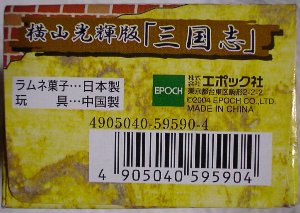 横山光輝版「三国志」
ラムネ菓子…日本製
玩　　具…中国製
EPOCH
株式会社エポック社
東京都台東区駒形2-2-2
©2004 EPOCH CO.,LTD.
MADE IN CHINA
4905040-59590-4
4 905040 595904